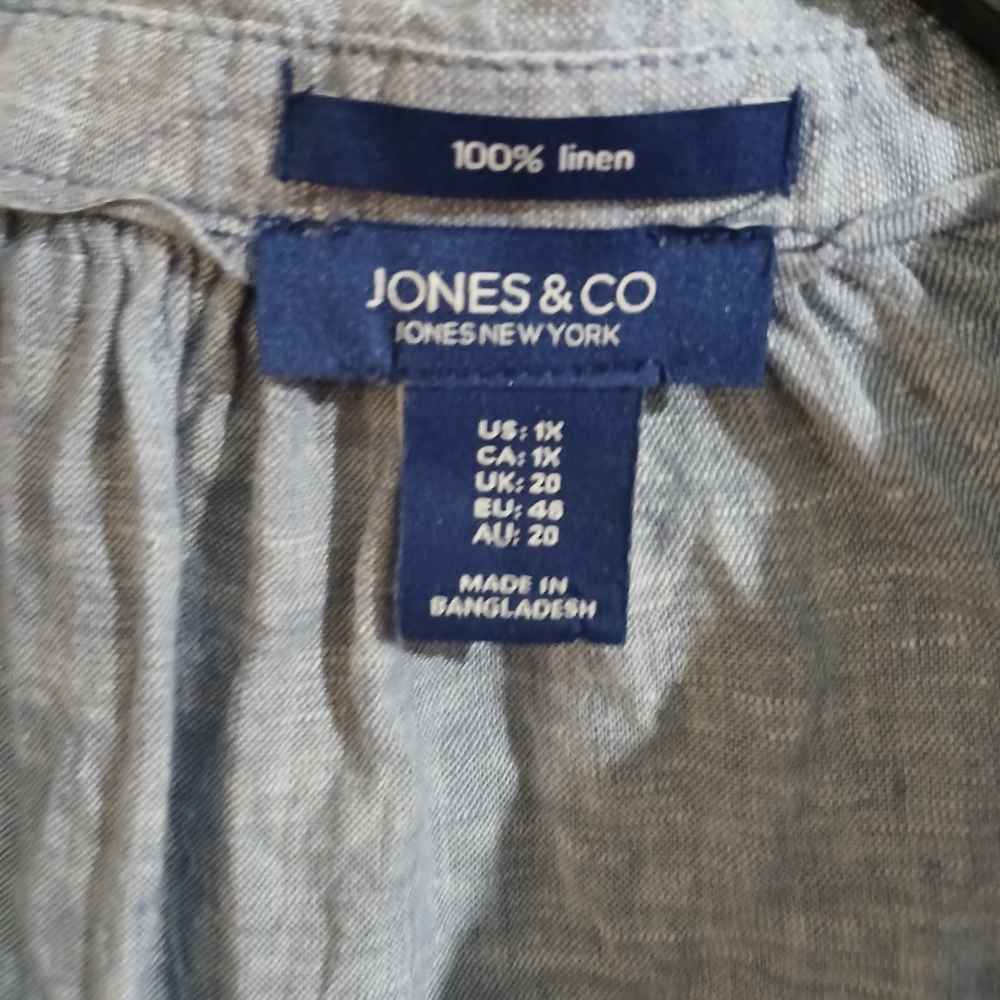 100% linen
JONES & CO
JONES NEW YORK
US: 1X
CA: 1X
UK: 20
EU: 48
AU: 20
MADE IN
BANGLADESH